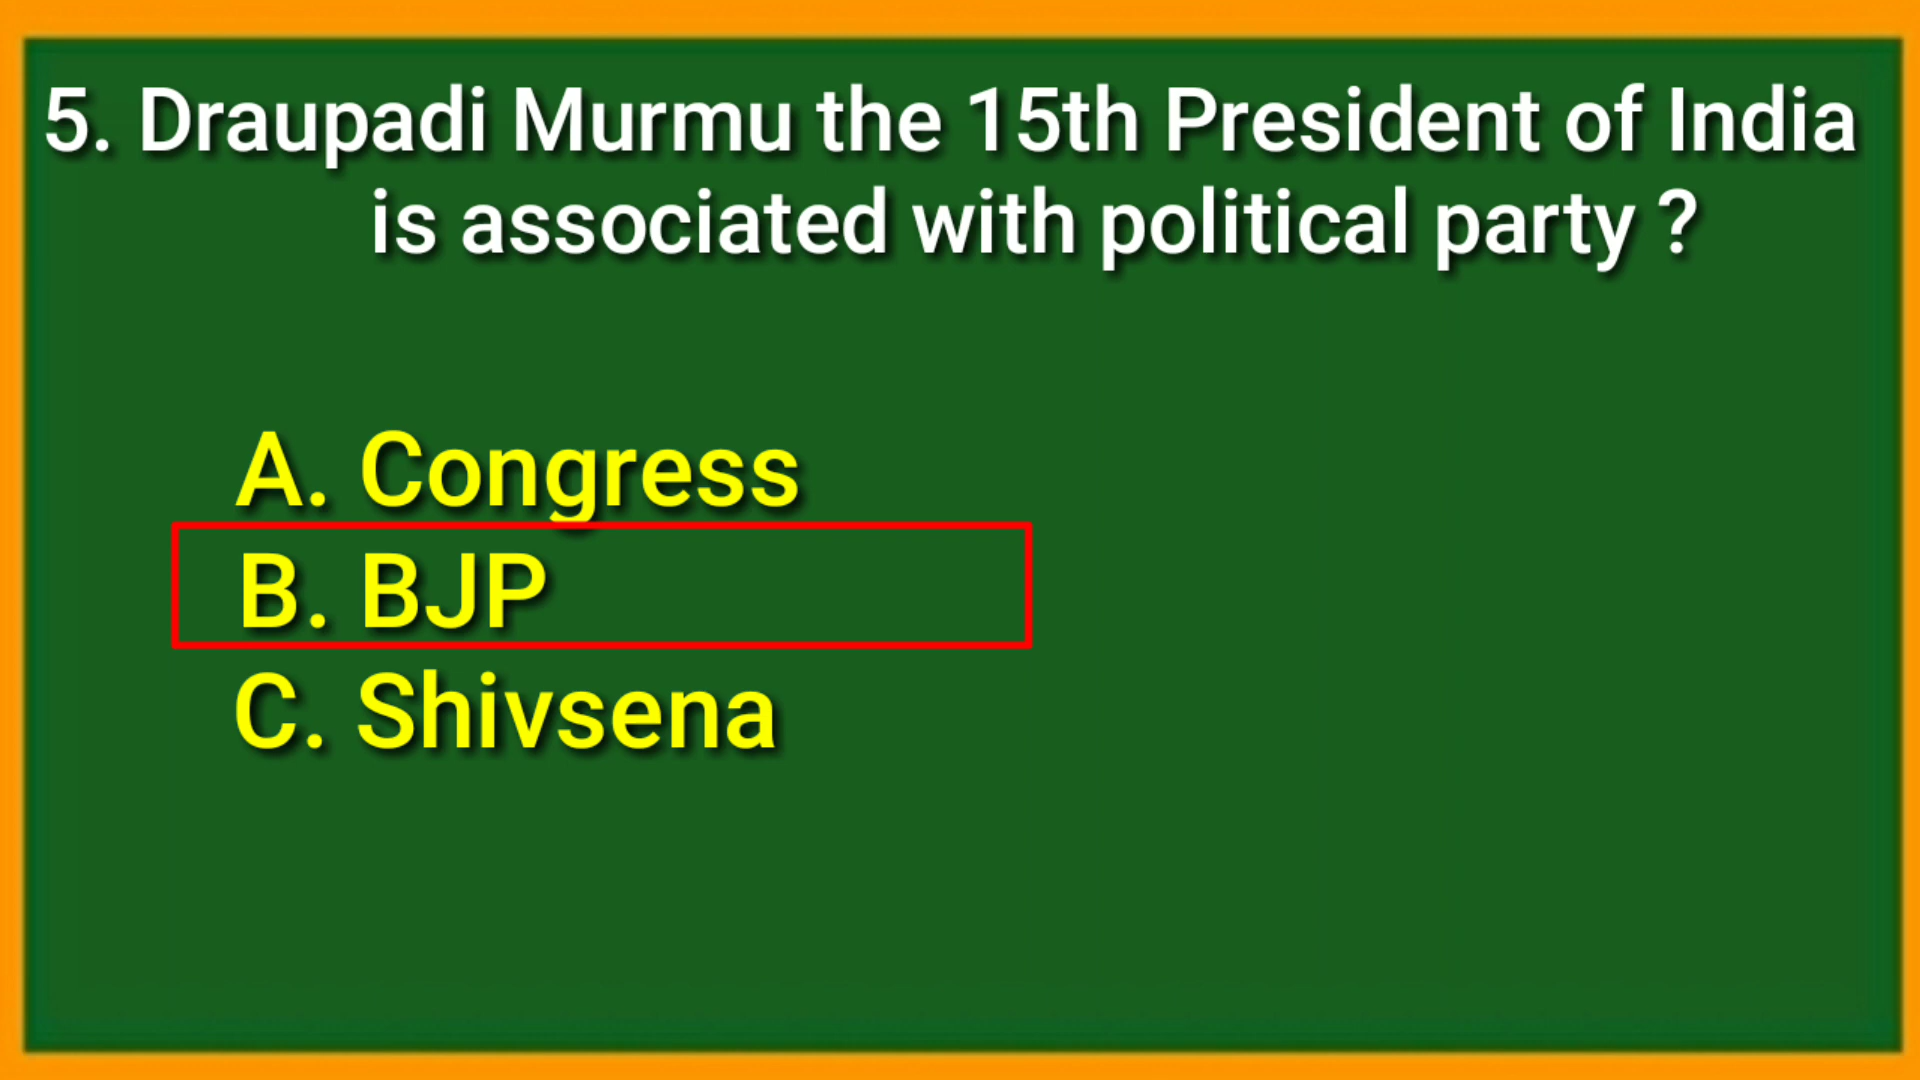 5. Draupadi Murmu the 15th President of India
is associated with political party ?
A. Congress
B. BJP
C. Shivsena